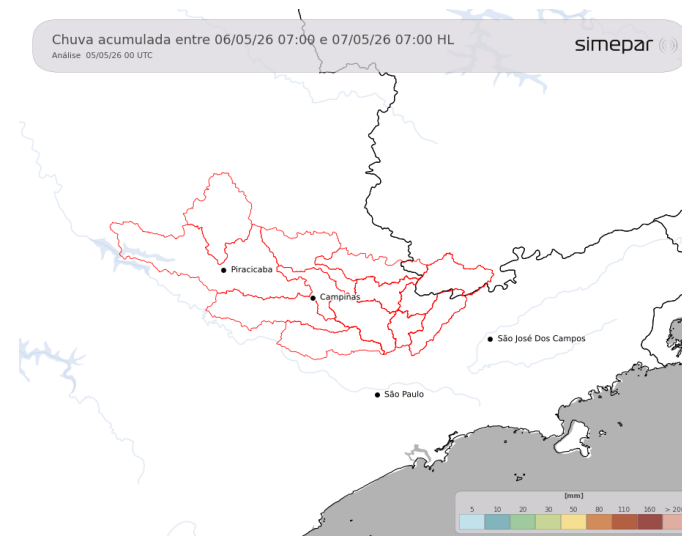 Chuva acumulada entre 06/05/26 07:00 e 07/05/26 07:00 HL
Análise 05/05/26 00 UTC
simepar
Piracicaba
Campinas
São José Dos Campos
São Paulo
[mm]
5 10 20 30 50 80 110 160 > 20